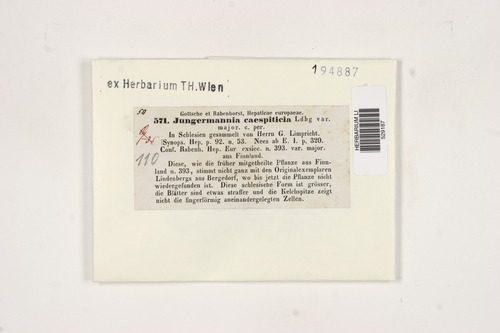 194887
ex Herbarium TH.Wien
50
Gottsche et Rabenhorst, Hepaticae europaeae.
571. Jungermannia caespiticia Ldbg var.
major. c. per.
In Schlesien gesammelt von Herrn G. Limpricht.
Synops. Hep. p. 92. n. 53. Nees ab E. I. p. 320.
Conf. Rabenh. Hep. Eur exsicc. n. 393. var. major.
aus Finnland.
110
Diese, wie die früher mitgetheilte Pflanze aus Finn-
land n. 393, stimmt nicht ganz mit den Originalexemplaren
Lindenbergs aus Bergedorf, wo bis jetzt die Pflanze nicht
wiedergefunden ist. Diese schlesische Form ist grösser,
die Blätter sind etwas straffer und die Kelchspitze zeigt
nicht die fingerförmig aneinandergelegten Zellen.
HERBARIUM LI
529187